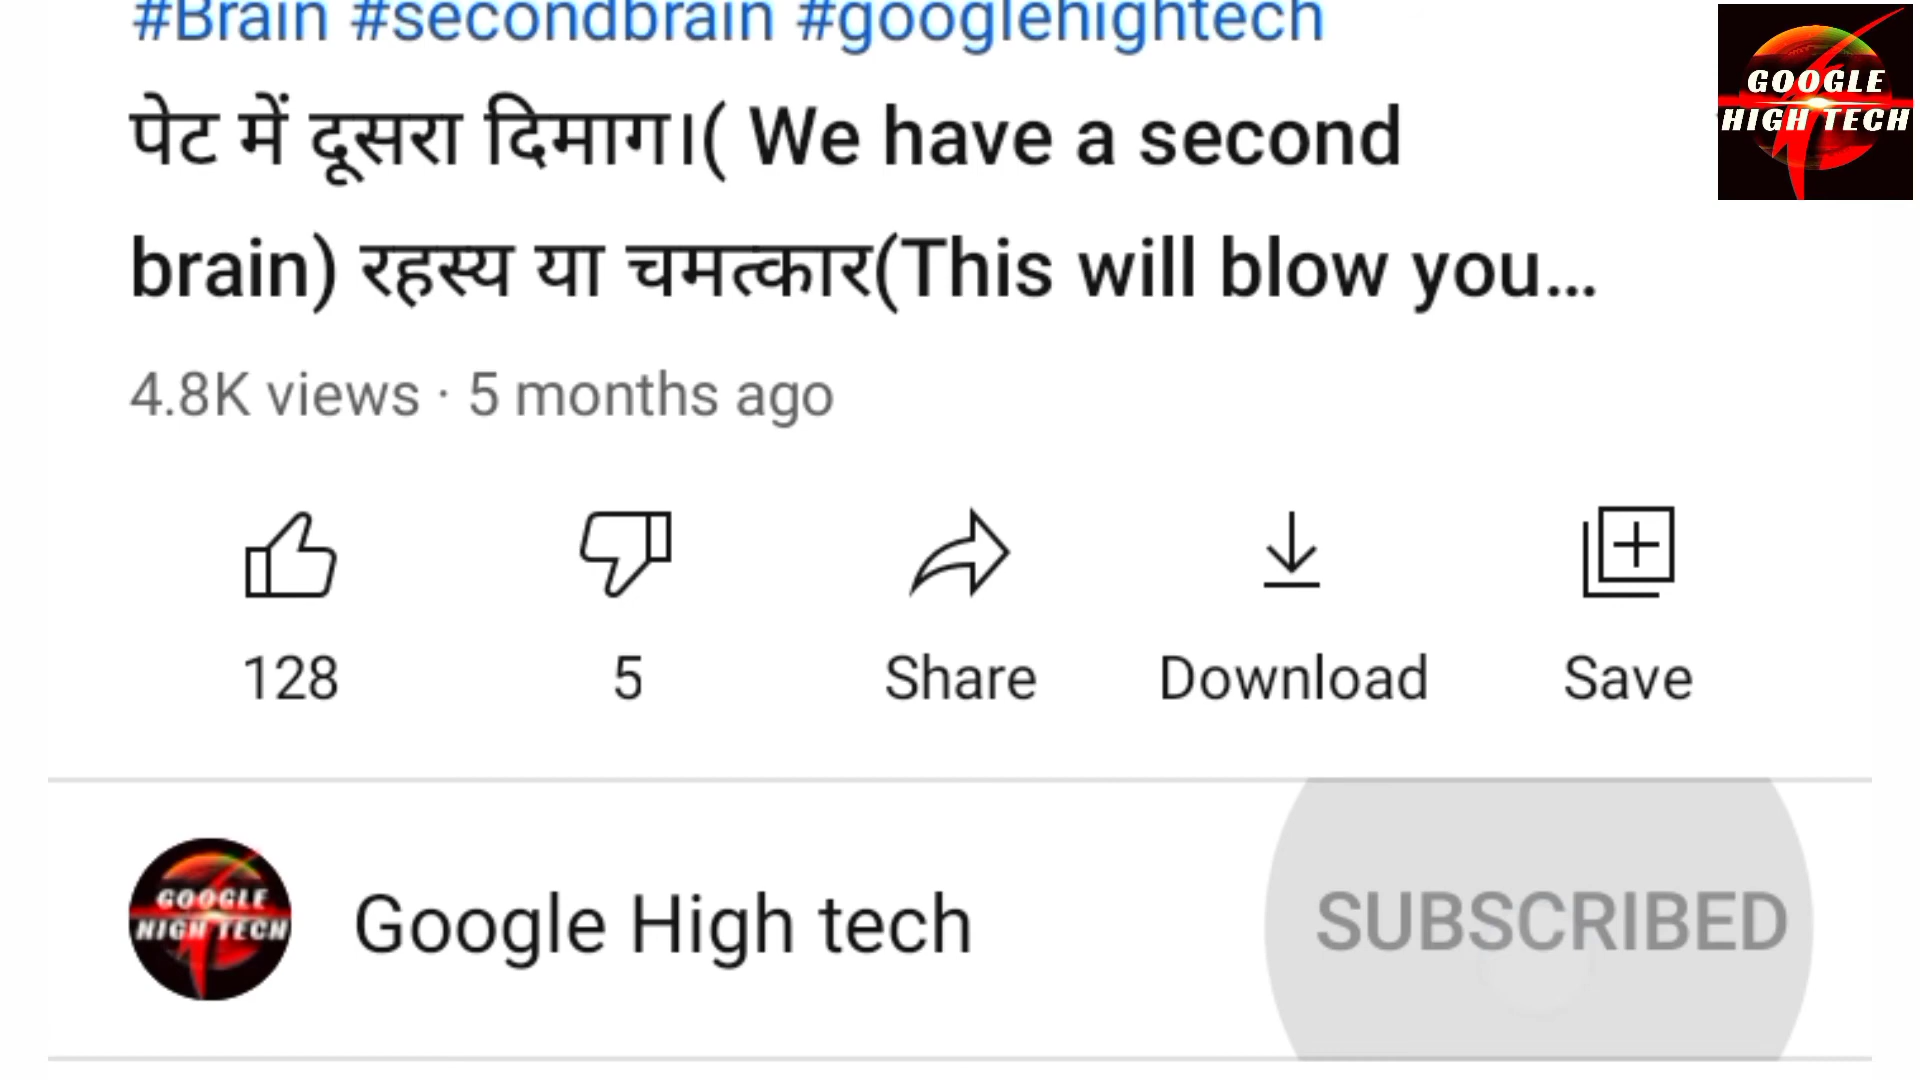 #Brain #secondbrain #googlehightech
पेट में दूसरा दिमाग।( We have a second
brain) रहस्य या चमत्कार(This will blow you...
4.8K views · 5 months ago
128 5 Share Download Save
GOOGLE
HIGH TECH
Google High tech SUBSCRIBED
GOOGLE
HIGH TECH